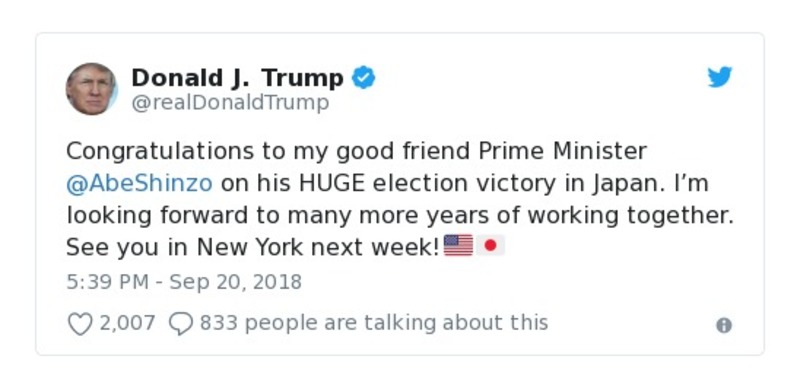 Donald J. Trump
@realDonaldTrump
Congratulations to my good friend Prime Minister
@AbeShinzo on his HUGE election victory in Japan. I’m
looking forward to many more years of working together.
See you in New York next week!🇺🇸🇯🇵
5:39 PM - Sep 20, 2018
2,007 833 people are talking about this